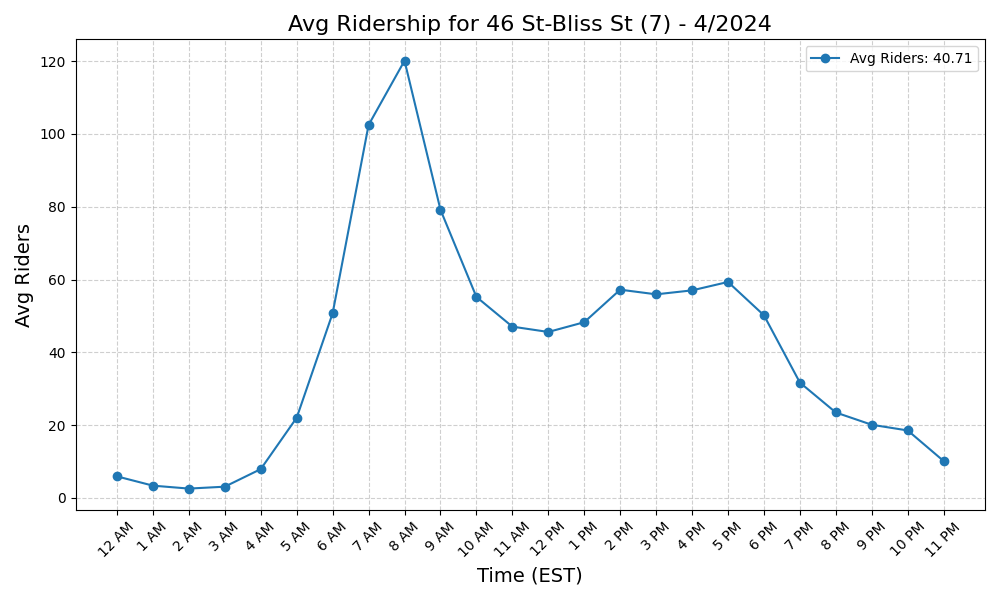 Avg Ridership for 46 St-Bliss St (7) - 4/2024
Avg Riders: 40.71
120
100
80
60
40
20
0
Avg Riders
12 AM
1 AM
2 AM
3 AM
4 AM
5 AM
6 AM
7 AM
8 AM
9 AM
10 AM
11 AM
12 PM
1 PM
2 PM
3 PM
4 PM
5 PM
6 PM
7 PM
8 PM
9 PM
10 PM
11 PM
Time (EST)